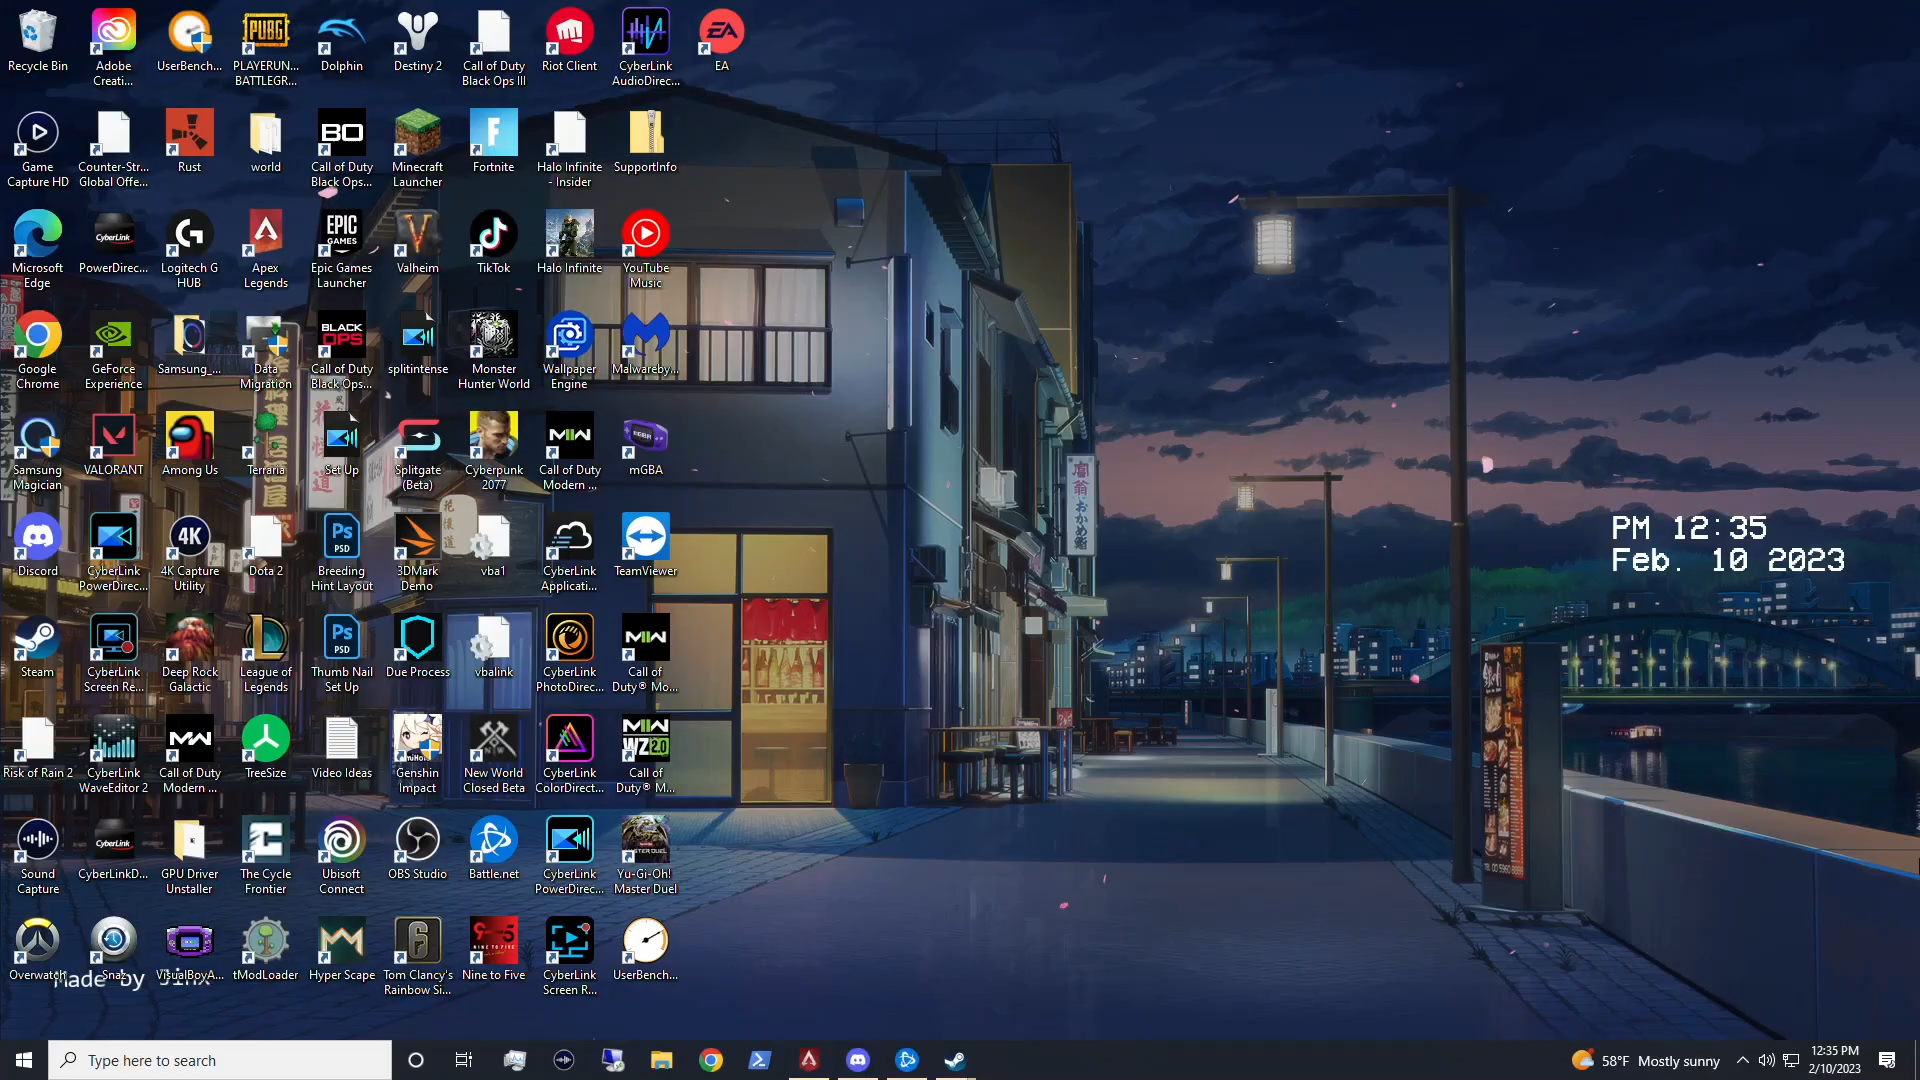 Recycle Bin
Adobe
Creati...
UserBench...
PLAYERUN...
BATTLEGR...
Dolphin
Destiny 2
Call of Duty
Black Ops III
Riot Client
CyberLink
AudioDirec...
EA
Game
Capture HD
Counter-Str...
Global Offe...
Rust
world
Call of Duty
Black Ops...
Minecraft
Launcher
Fortnite
Halo Infinite
- Insider
SupportInfo
Microsoft
Edge
PowerDirec...
Logitech G
HUB
Apex
Legends
Epic Games
Launcher
Valheim
TikTok
Halo Infinite
YouTube
Music
Google
Chrome
GeForce
Experience
Samsung_...
Data
Migration
Call of Duty
Black Ops...
splitintense
Monster
Hunter World
Wallpaper
Engine
Malwareby...
Samsung
Magician
VALORANT
Among Us
Terraria
Set Up
Splitgate
(Beta)
Cyberpunk
2077
Call of Duty
Modern ...
mGBA
Discord
CyberLink
PowerDirec...
4K Capture
Utility
Dota 2
Breeding
Hint Layout
3DMark
Demo
vba1
CyberLink
Applicati...
TeamViewer
Steam
CyberLink
Screen Re...
Deep Rock
Galactic
League of
Legends
Thumb Nail
Set Up
Due Process
vbalink
CyberLink
PhotoDirec...
Call of
Duty® Mo...
Risk of Rain 2
CyberLink
WaveEditor 2
Call of Duty
Modern ...
TreeSize
Video Ideas
Genshin
Impact
New World
Closed Beta
CyberLink
ColorDirect...
Call of
Duty® M...
Sound
Capture
CyberLinkD...
GPU Driver
Unstaller
The Cycle
Frontier
Ubisoft
Connect
OBS Studio
Battle.net
CyberLink
PowerDirec...
Yu-Gi-Oh!
Master Duel
Overwatch
Snaz
VisualBoyA...
tModLoader
Hyper Scape
Tom Clancy's
Rainbow Si...
Nine to Five
CyberLink
Screen R...
UserBench...
Made by Jinx
PM 12:35
Feb. 10 2023
Type here to search
58°F Mostly sunny
12:35 PM
2/10/2023